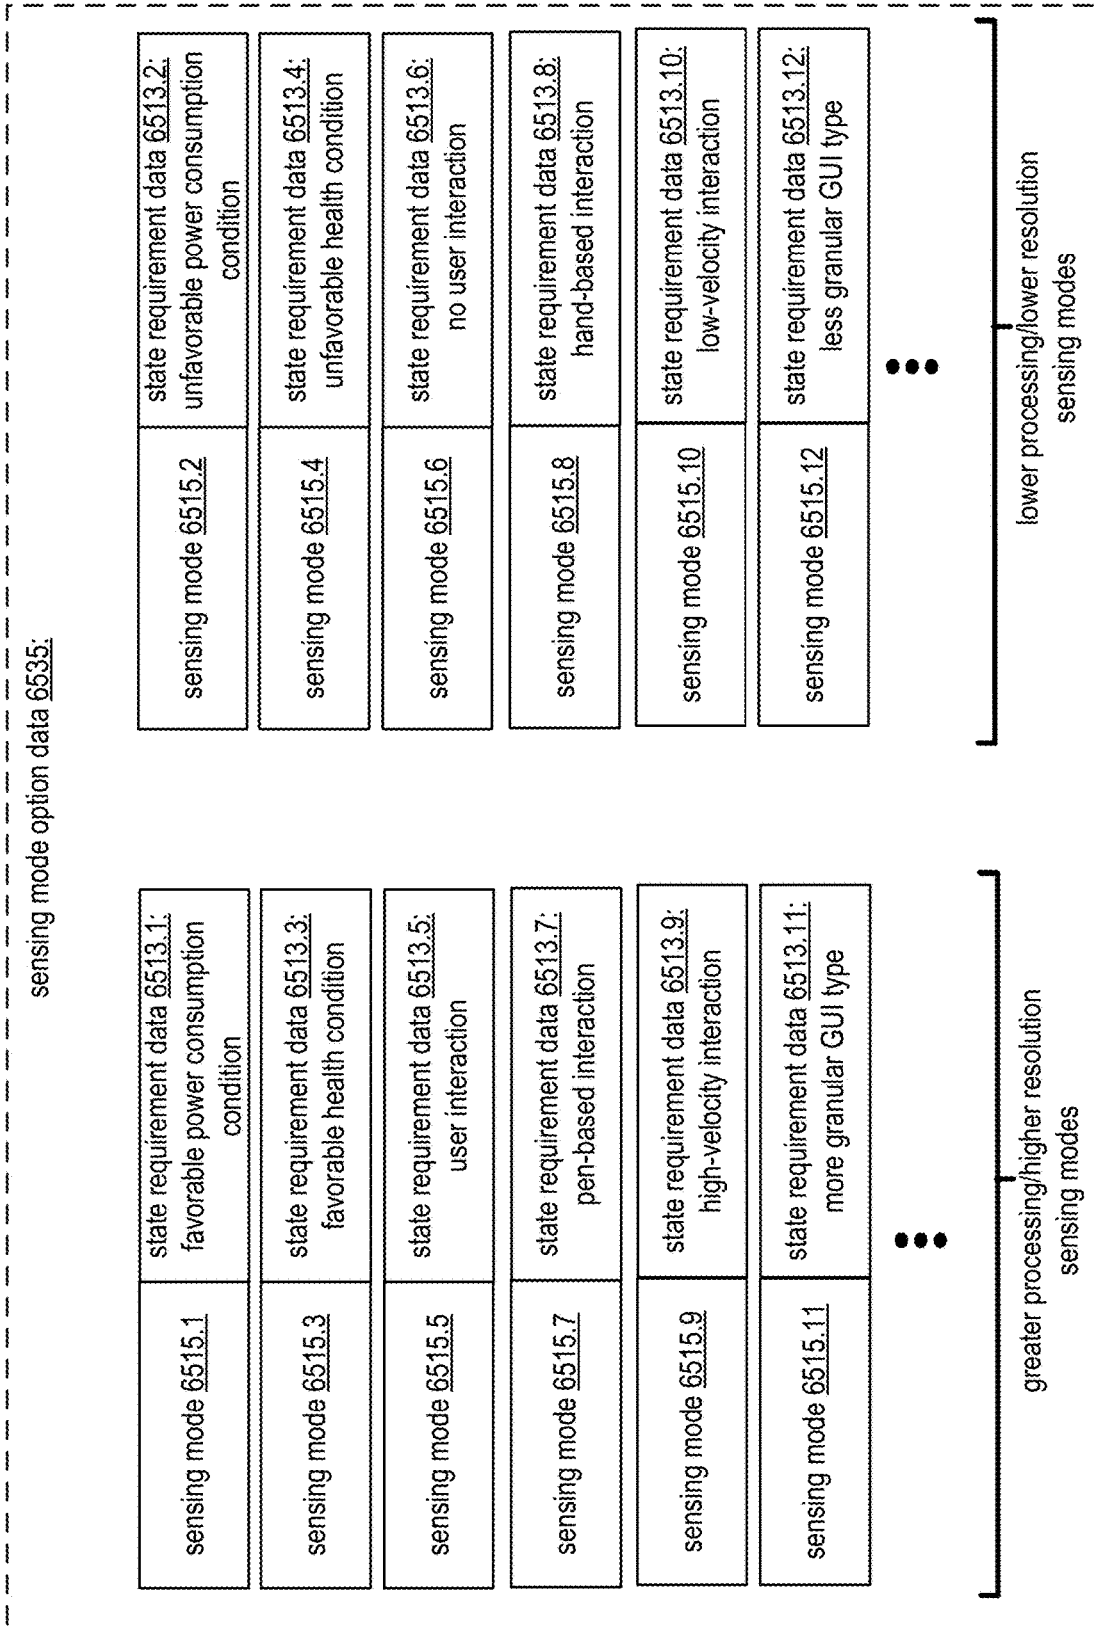 sensing mode option data 6535:
sensing mode 6515.1
state requirement data 6513.1:
favorable power consumption
condition
sensing mode 6515.3
state requirement data 6513.3:
favorable health condition
sensing mode 6515.5
state requirement data 6513.5:
user interaction
sensing mode 6515.7
state requirement data 6513.7:
pen-based interaction
sensing mode 6515.9
state requirement data 6513.9:
high-velocity interaction
sensing mode 6515.11
state requirement data 6513.11:
more granular GUI type
greater processing/higher resolution
sensing modes
sensing mode 6515.2
state requirement data 6513.2:
unfavorable power consumption
condition
sensing mode 6515.4
state requirement data 6513.4:
unfavorable health condition
sensing mode 6515.6
state requirement data 6513.6:
no user interaction
sensing mode 6515.8
state requirement data 6513.8:
hand-based interaction
sensing mode 6515.10
state requirement data 6513.10:
low-velocity interaction
sensing mode 6515.12
state requirement data 6513.12:
less granular GUI type
lower processing/lower resolution
sensing modes